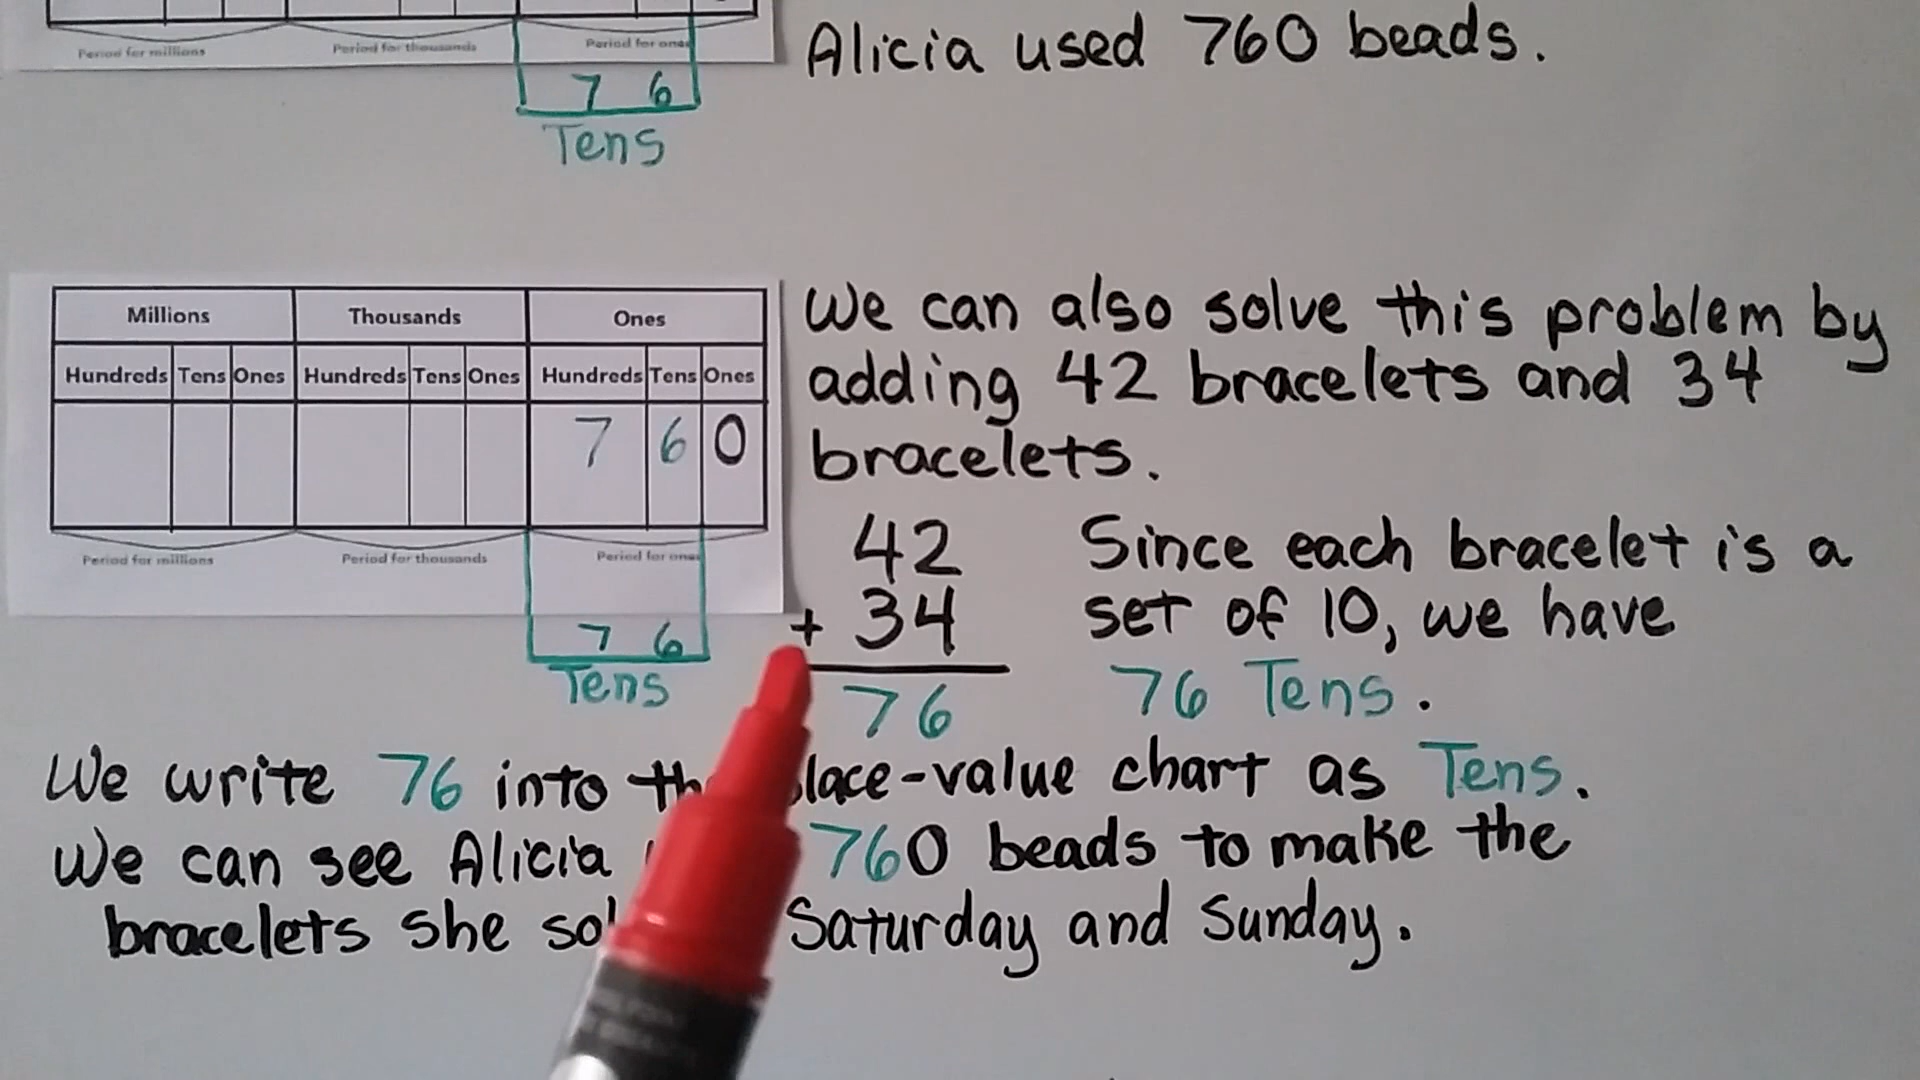 Period for millions Period for thousands Period for ones
7 6
Tens
Alicia used 760 beads.
Millions Thousands Ones
Hundreds Tens Ones Hundreds Tens Ones Hundreds Tens Ones
7 6 0
Period for millions Period for thousands Period for ones
7 6
Tens
We can also solve this problem by
adding 42 bracelets and 34
bracelets.
42
+ 34
76
Since each bracelet is a
set of 10, we have
76 Tens.
We write 76 into lace-value chart as Tens.
We can see Alicia 760 beads to make the
bracelets she Saturday and Sunday.